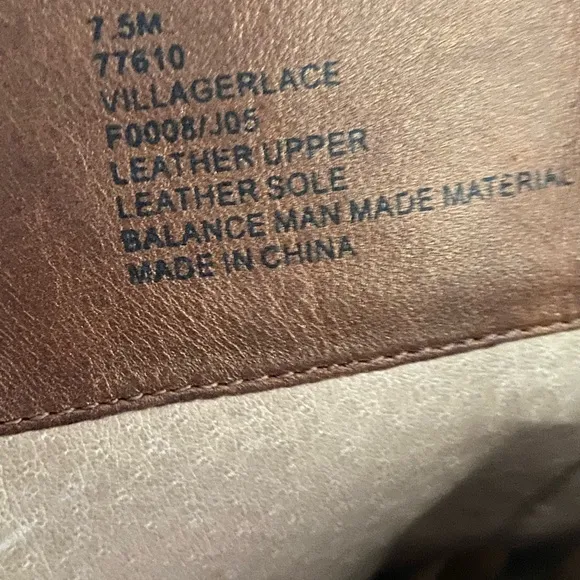 7.5M
77610
VILLAGERLACE
F0008/J05
LEATHER UPPER
LEATHER SOLE
BALANCE MAN MADE MATERIAL
MADE IN CHINA